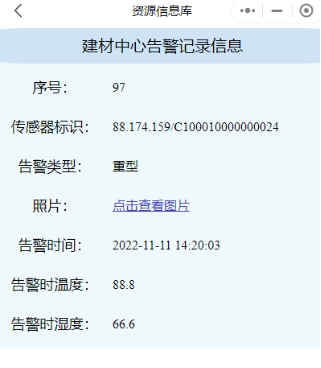 资源信息库
建材中心告警记录信息
序号： 97
传感器标识： 88.174.159/C100010000000024
告警类型： 重型
照片： 点击查看图片
告警时间： 2022-11-11 14:20:03
告警时温度： 88.8
告警时湿度： 66.6